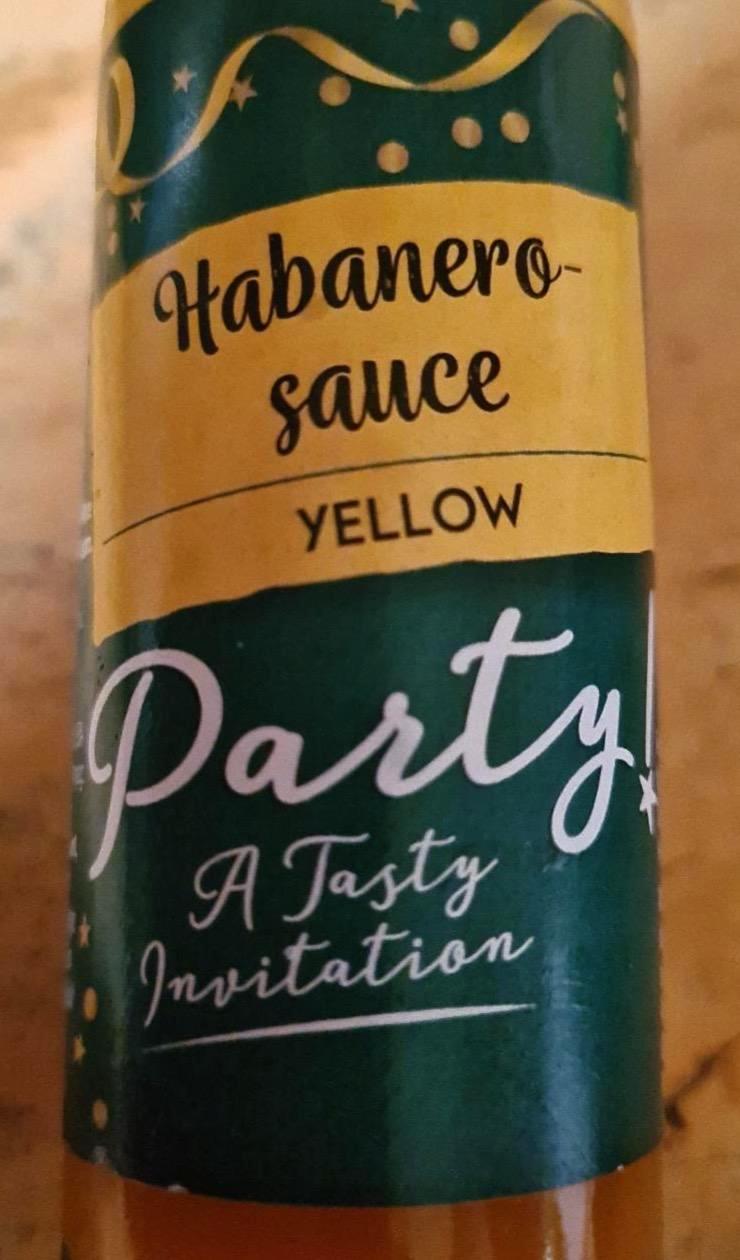 Habanero-
sauce
YELLOW
Party!
A Tasty
Invitation